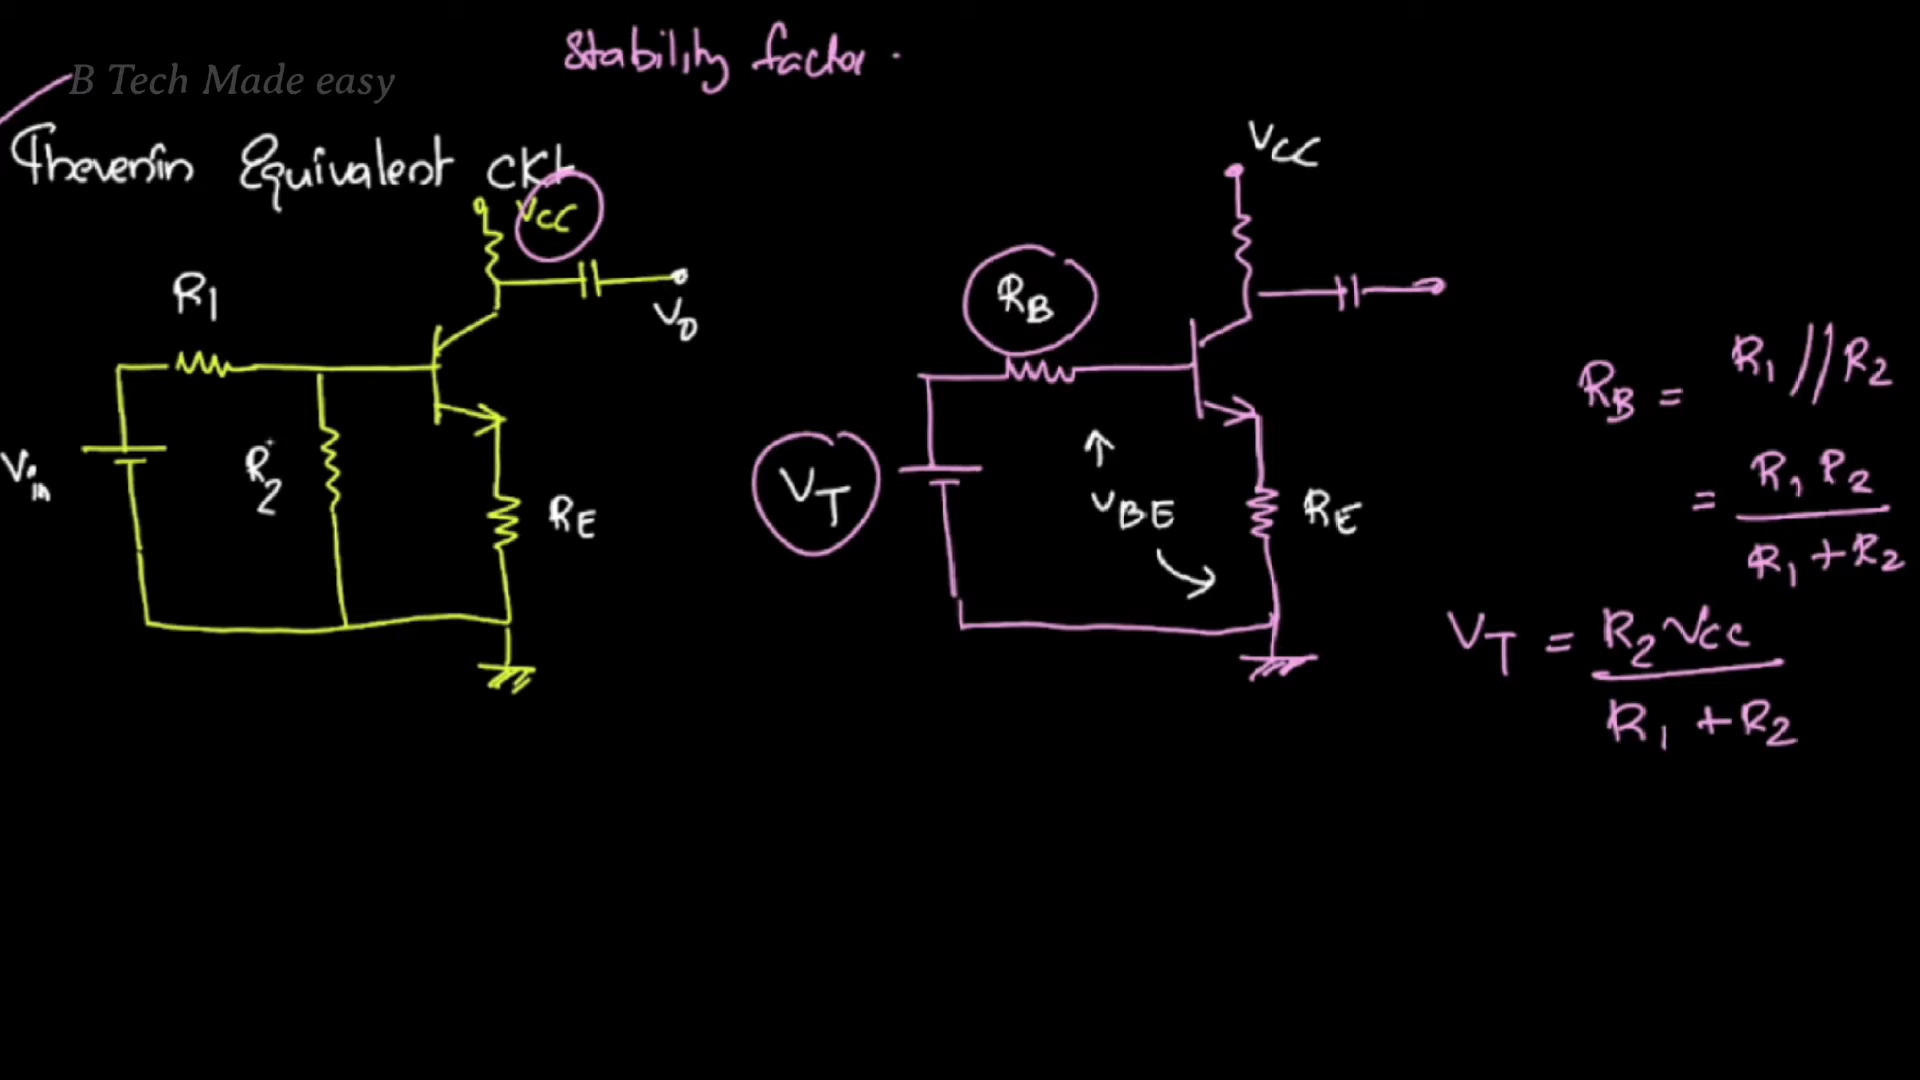 Stability factor .
B Tech Made easy
Thevenin Equivalent CKt
VCC
VCC
R1
RB
VO
R1 // R2
RB =
Vin
R2
RE
VT
VBE
RE
= R1 R2
R1 + R2
VT = R2 VCC
R1 + R2